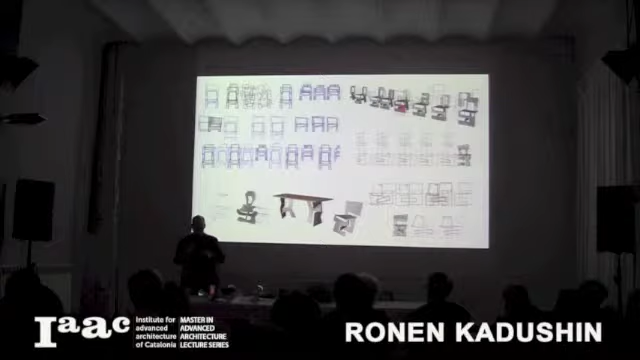 Iaac
Institute for
advanced
architecture
of Catalonia
MASTER IN
ADVANCED
ARCHITECTURE
LECTURE SERIES
RONEN KADUSHIN